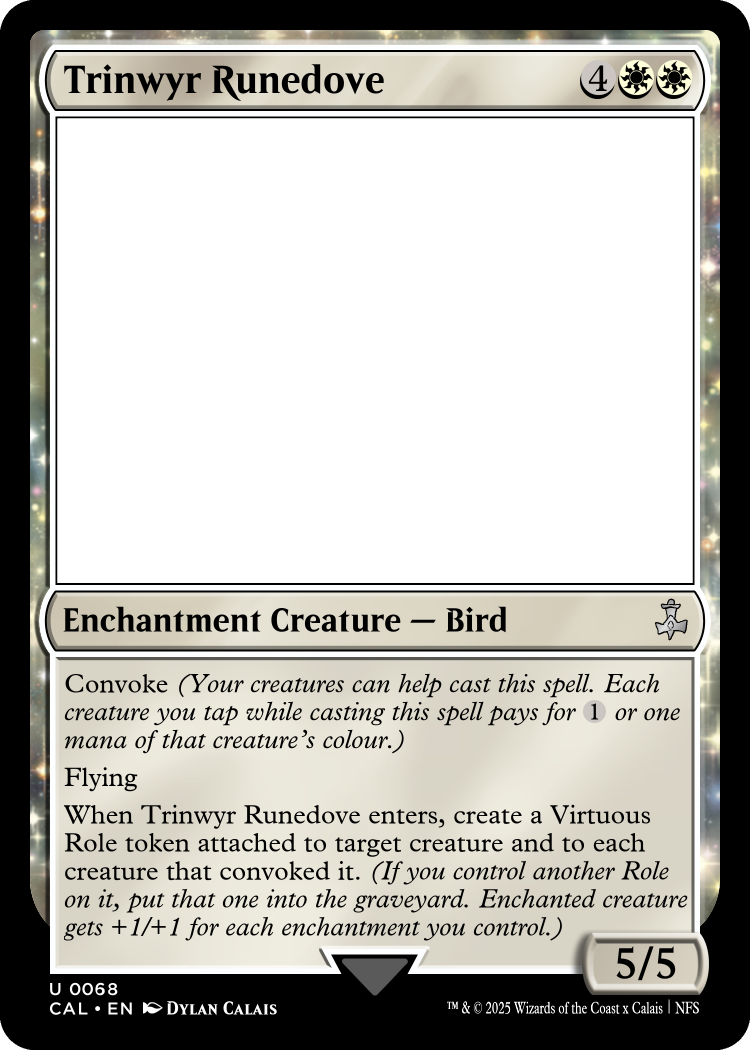 Trinwyr Runedove 4
Enchantment Creature — Bird
Convoke (Your creatures can help cast this spell. Each
creature you tap while casting this spell pays for 1 or one
mana of that creature's colour.)
Flying
When Trinwyr Runedove enters, create a Virtuous
Role token attached to target creature and to each
creature that convoked it. (If you control another Role
on it, put that one into the graveyard. Enchanted creature
gets +1/+1 for each enchantment you control.)
5/5
U 0068
CAL • EN DYLAN CALAIS
™ & © 2025 Wizards of the Coast x Calais | NFS